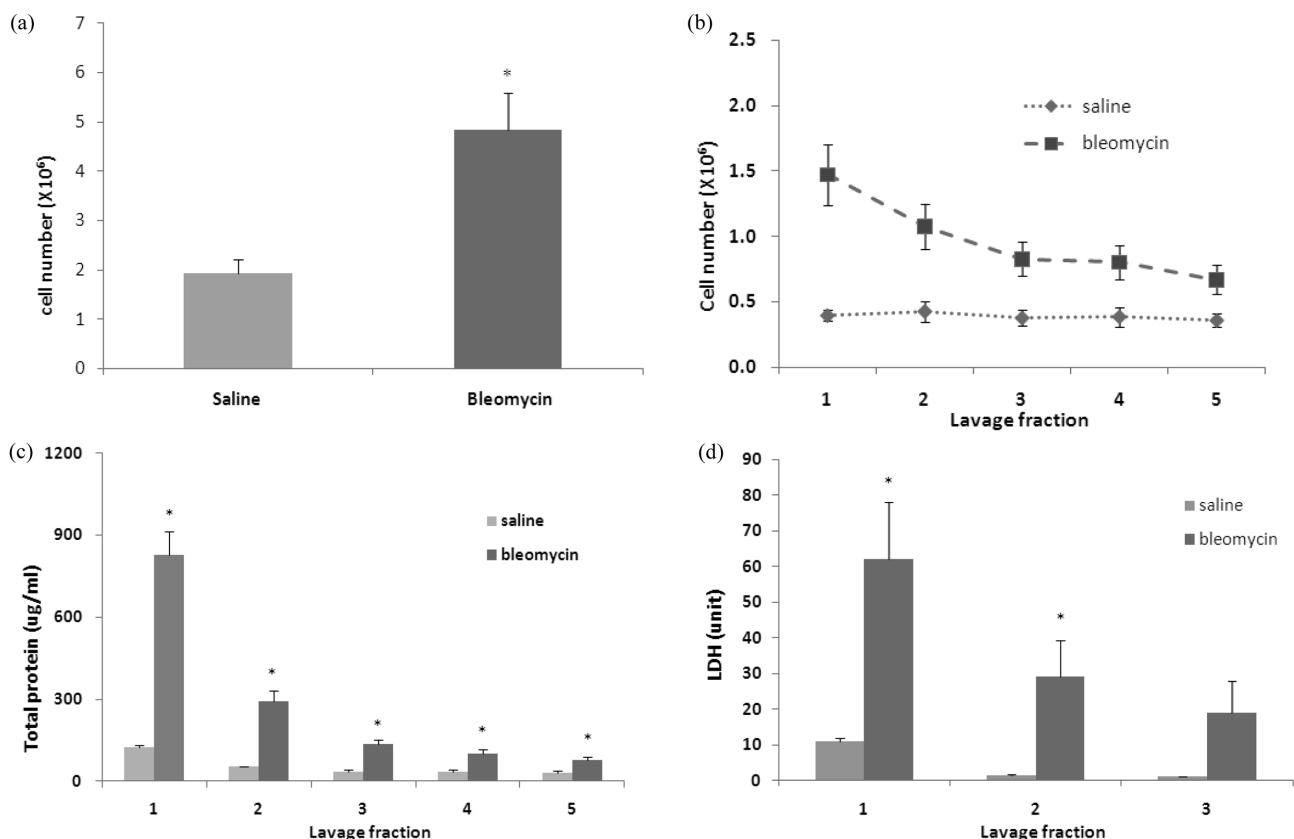 (a)
7
6
5
4
3
2
1
0
cell number (X10⁶)
*
Saline Bleomycin
(b)
2.5
2.0
1.5
1.0
0.5
0.0
Cell number (X10⁶)
saline
bleomycin
1 2 3 4 5
Lavage fraction
(c)
1200
900
600
300
0
Total protein (ug/ml)
saline
bleomycin
*
*
*
*
*
1 2 3 4 5
Lavage fraction
(d)
90
80
70
60
50
40
30
20
10
0
LDH (unit)
saline
bleomycin
*
*
1 2 3
Lavage fraction